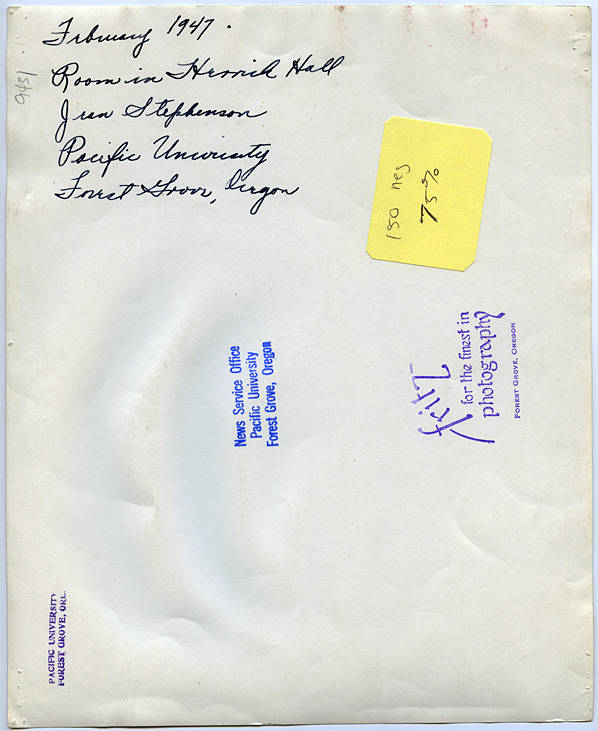 February 1947.
Room in Herrick Hall
Jean Stephenson
Pacific University
Forest Grove, Oregon
9431
150 neg
75%
News Service Office
Pacific University
Forest Grove, Oregon
fritz
for the finest in
photography
FOREST GROVE, OREGON
PACIFIC UNIVERSITY
FOREST GROVE, ORE.